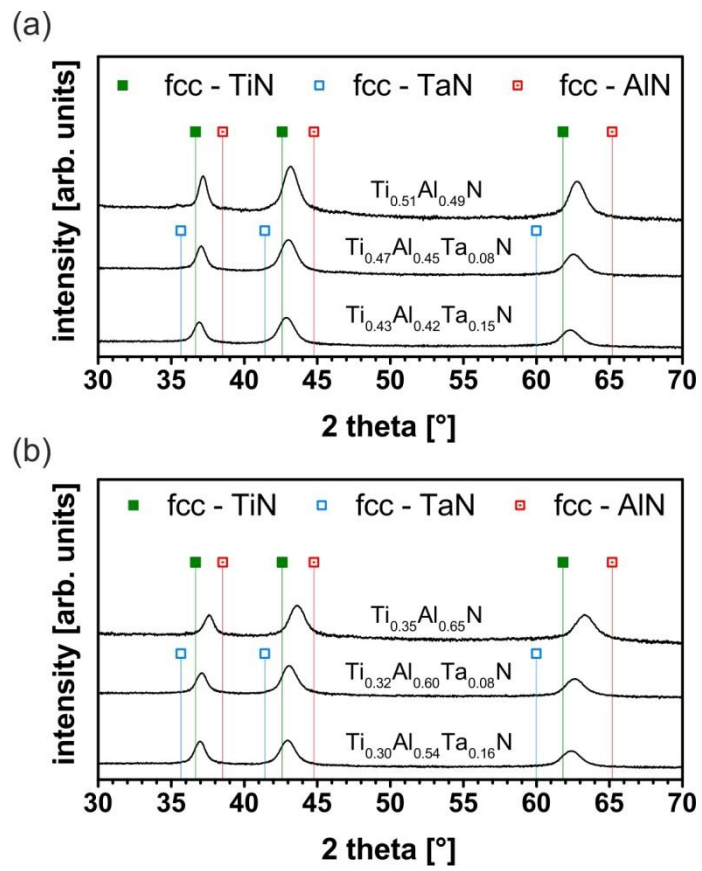 (a)
fcc - TiN fcc - TaN fcc - AlN
intensity [arb. units]
Ti0.51Al0.49N
Ti0.47Al0.45Ta0.08N
Ti0.43Al0.42Ta0.15N
30 35 40 45 50 55 60 65 70
2 theta [°]
(b)
fcc - TiN fcc - TaN fcc - AlN
intensity [arb. units]
Ti0.35Al0.65N
Ti0.32Al0.60Ta0.08N
Ti0.30Al0.54Ta0.16N
30 35 40 45 50 55 60 65 70
2 theta [°]